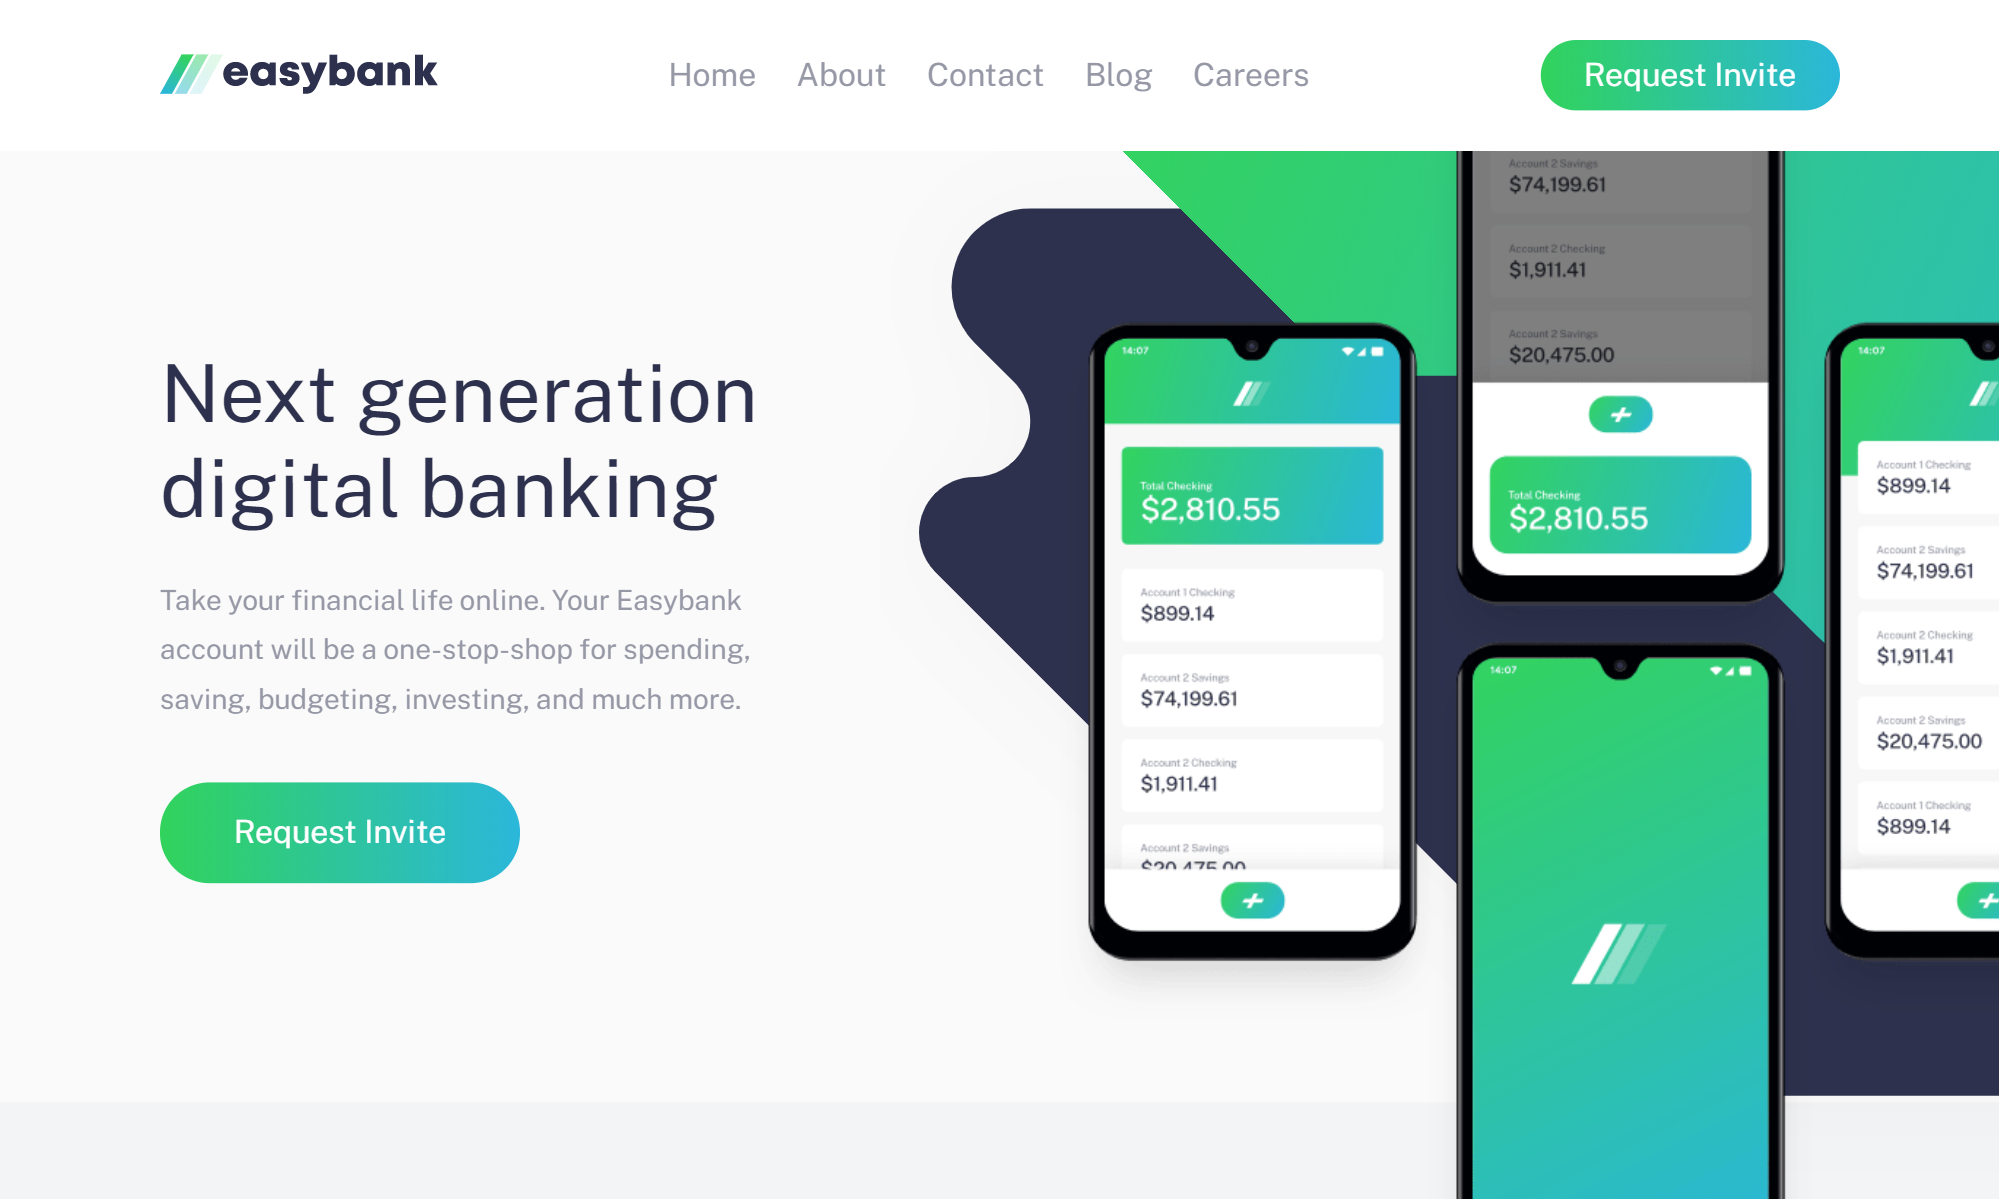 easybank
Home About Contact Blog Careers
Request Invite
Next generation
digital banking
Take your financial life online. Your Easybank
account will be a one-stop-shop for spending,
saving, budgeting, investing, and much more.
Request Invite
14:07
Total Checking
$2,810.55
Account 1 Checking
$899.14
Account 2 Savings
$74,199.61
Account 2 Checking
$1,911.41
Account 2 Savings
$20,475.00
Account 2 Savings
$74,199.61
Account 2 Checking
$1,911.41
Account 2 Savings
$20,475.00
Total Checking
$2,810.55
14:07
14:07
Account 1 Checking
$899.14
Account 2 Savings
$74,199.61
Account 2 Checking
$1,911.41
Account 2 Savings
$20,475.00
Account 1 Checking
$899.14